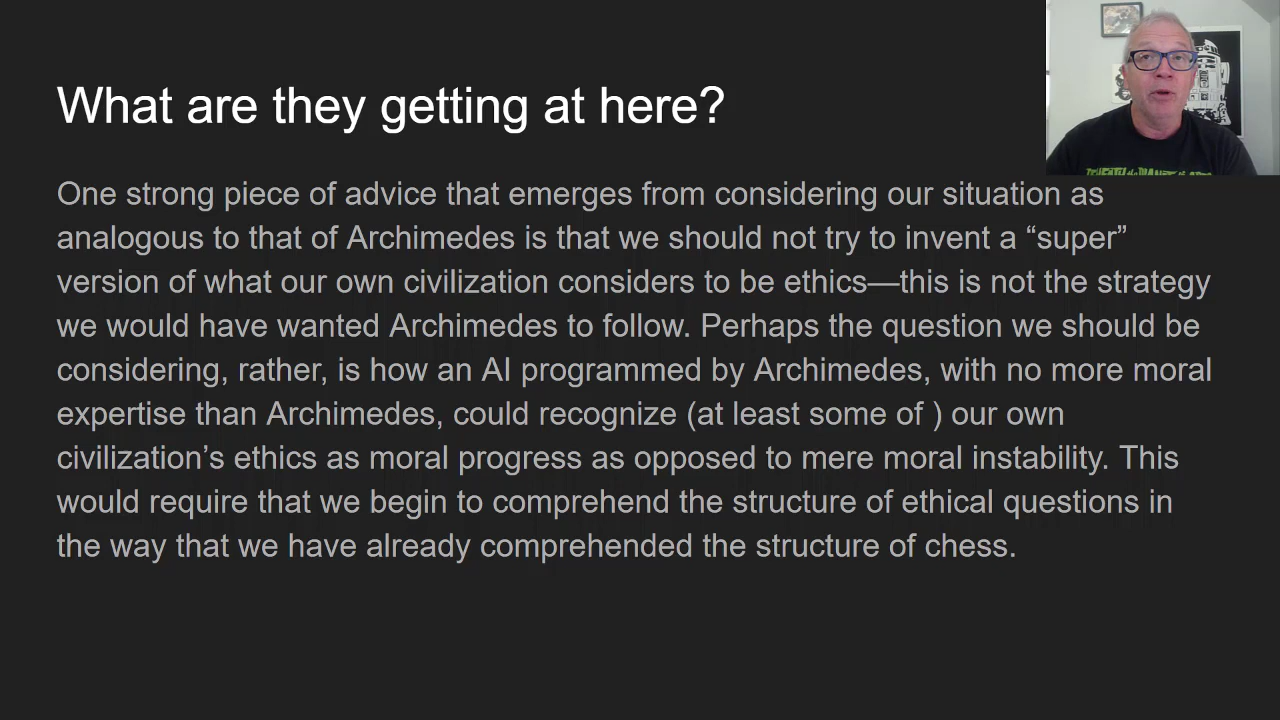 What are they getting at here?
One strong piece of advice that emerges from considering our situation as
analogous to that of Archimedes is that we should not try to invent a “super”
version of what our own civilization considers to be ethics—this is not the strategy
we would have wanted Archimedes to follow. Perhaps the question we should be
considering, rather, is how an AI programmed by Archimedes, with no more moral
expertise than Archimedes, could recognize (at least some of ) our own
civilization’s ethics as moral progress as opposed to mere moral instability. This
would require that we begin to comprehend the structure of ethical questions in
the way that we have already comprehended the structure of chess.